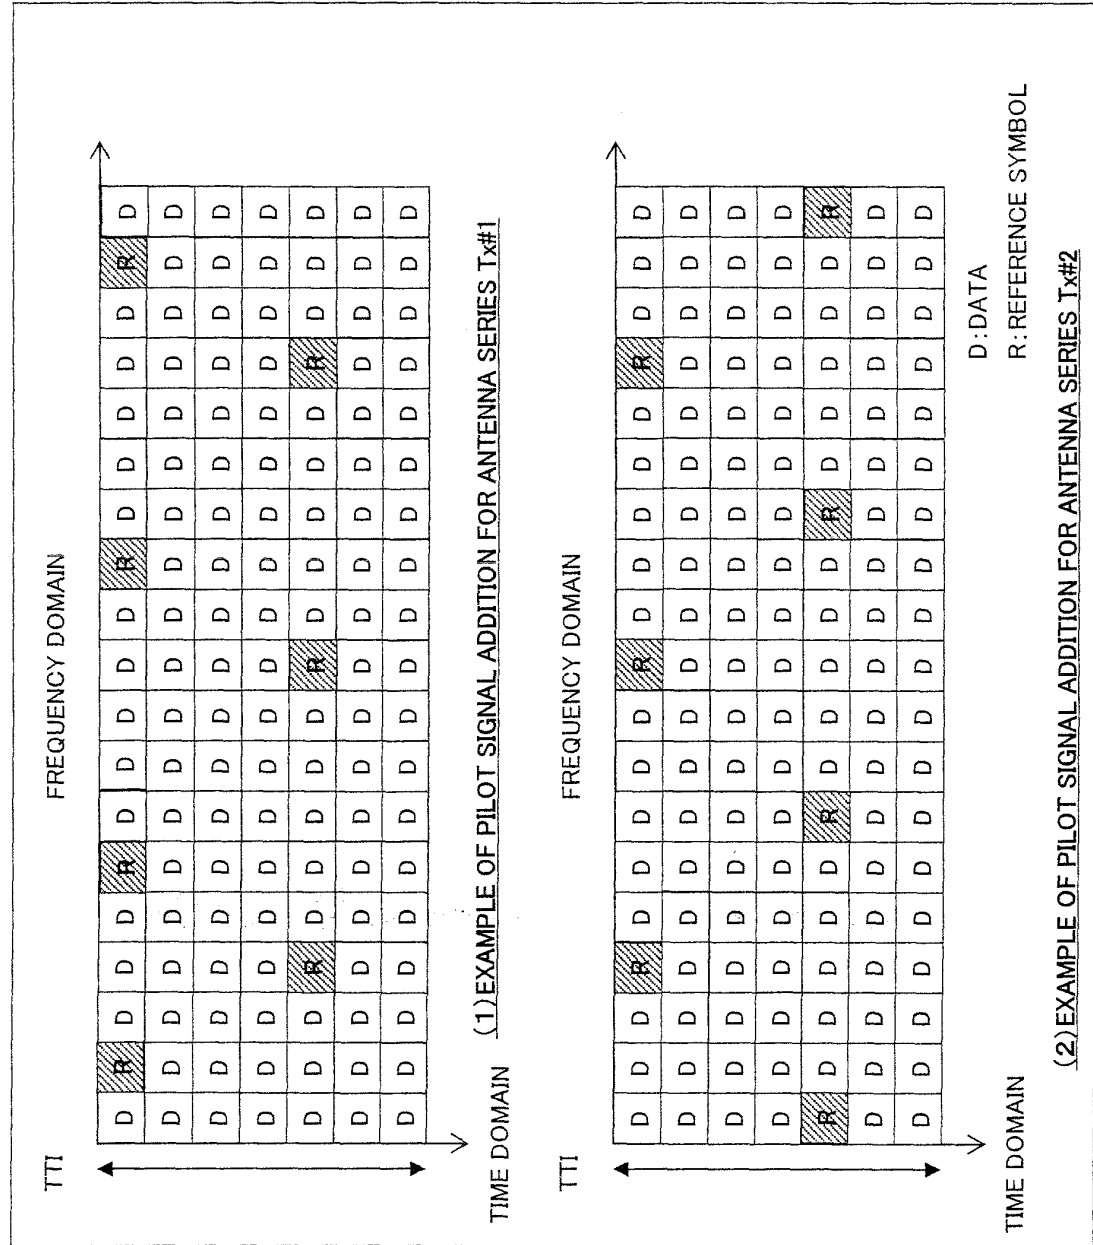 TTI
FREQUENCY DOMAIN
D R D D D R D D D D D R D D D D D R D
D D D D D D D D D D D D D D D D D D D
D D D D D D D D D D D D D D D D D D D
D D D D D D D D D D D D D D D D D D D
D D D R D D D D D R D D D D D R D D D
D D D D D D D D D D D D D D D D D D D
D D D D D D D D D D D D D D D D D D D
TIME DOMAIN
(1)EXAMPLE OF PILOT SIGNAL ADDITION FOR ANTENNA SERIES Tx#1
TTI
FREQUENCY DOMAIN
D D D R D D D D D R D D D D D R D D D
D D D D D D D D D D D D D D D D D D D
D D D D D D D D D D D D D D D D D D D
D D D D D D D D D D D D D D D D D D D
R D D D D D R D D D D D R D D D D D R
D D D D D D D D D D D D D D D D D D D
D D D D D D D D D D D D D D D D D D D
TIME DOMAIN
D:DATA
R:REFERENCE SYMBOL
(2)EXAMPLE OF PILOT SIGNAL ADDITION FOR ANTENNA SERIES Tx#2